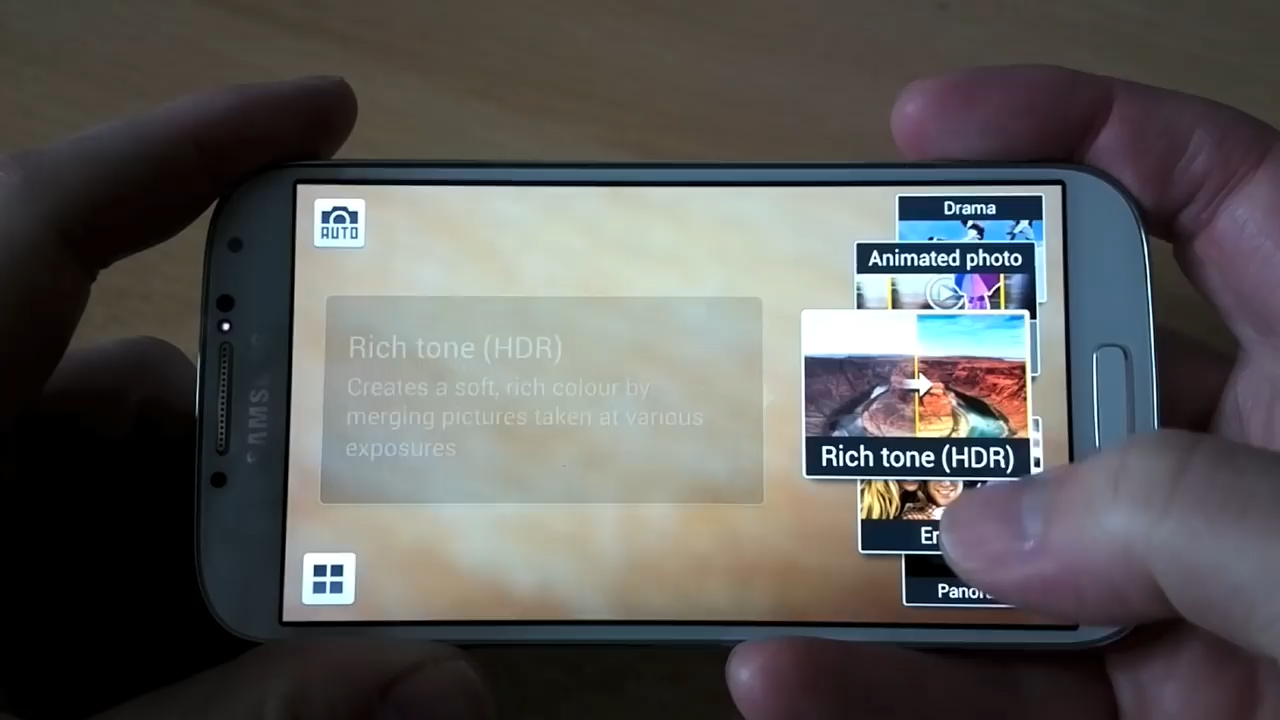 AUTO
Drama
Animated photo
Rich tone (HDR)
Creates a soft, rich colour by
merging pictures taken at various
exposures
Rich tone (HDR)
SAMS